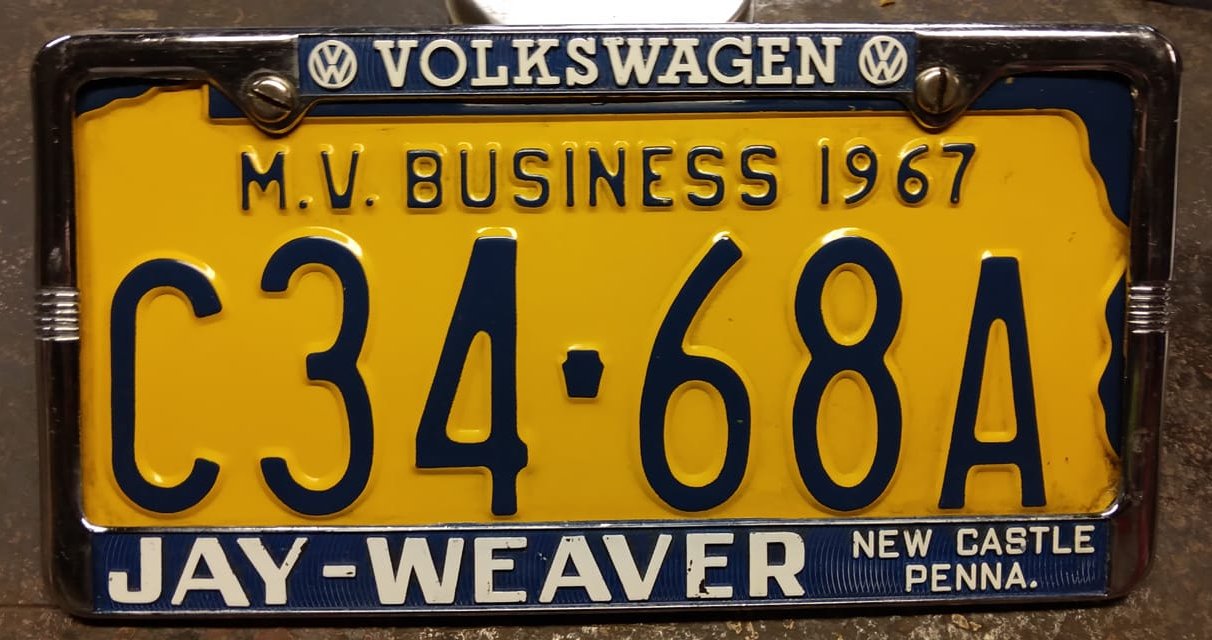 VOLKSWAGEN
M.V. BUSINESS 1967
C34·68A
JAY-WEAVER NEW CASTLE
PENNA.